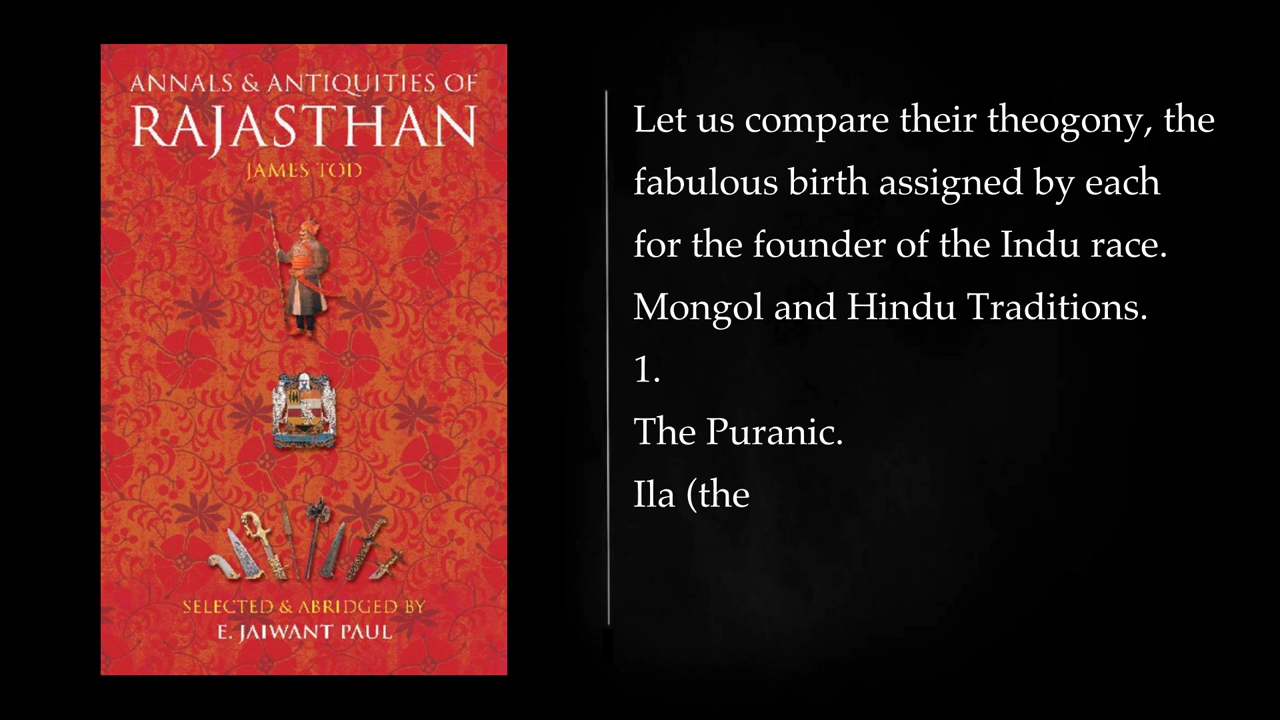 ANNALS & ANTIQUITIES OF
RAJASTHAN
JAMES TOD
SELECTED & ABRIDGED BY
E. JAIWANT PAUL
Let us compare their theogony, the
fabulous birth assigned by each
for the founder of the Indu race.
Mongol and Hindu Traditions.
1.
The Puranic.
Ila (the